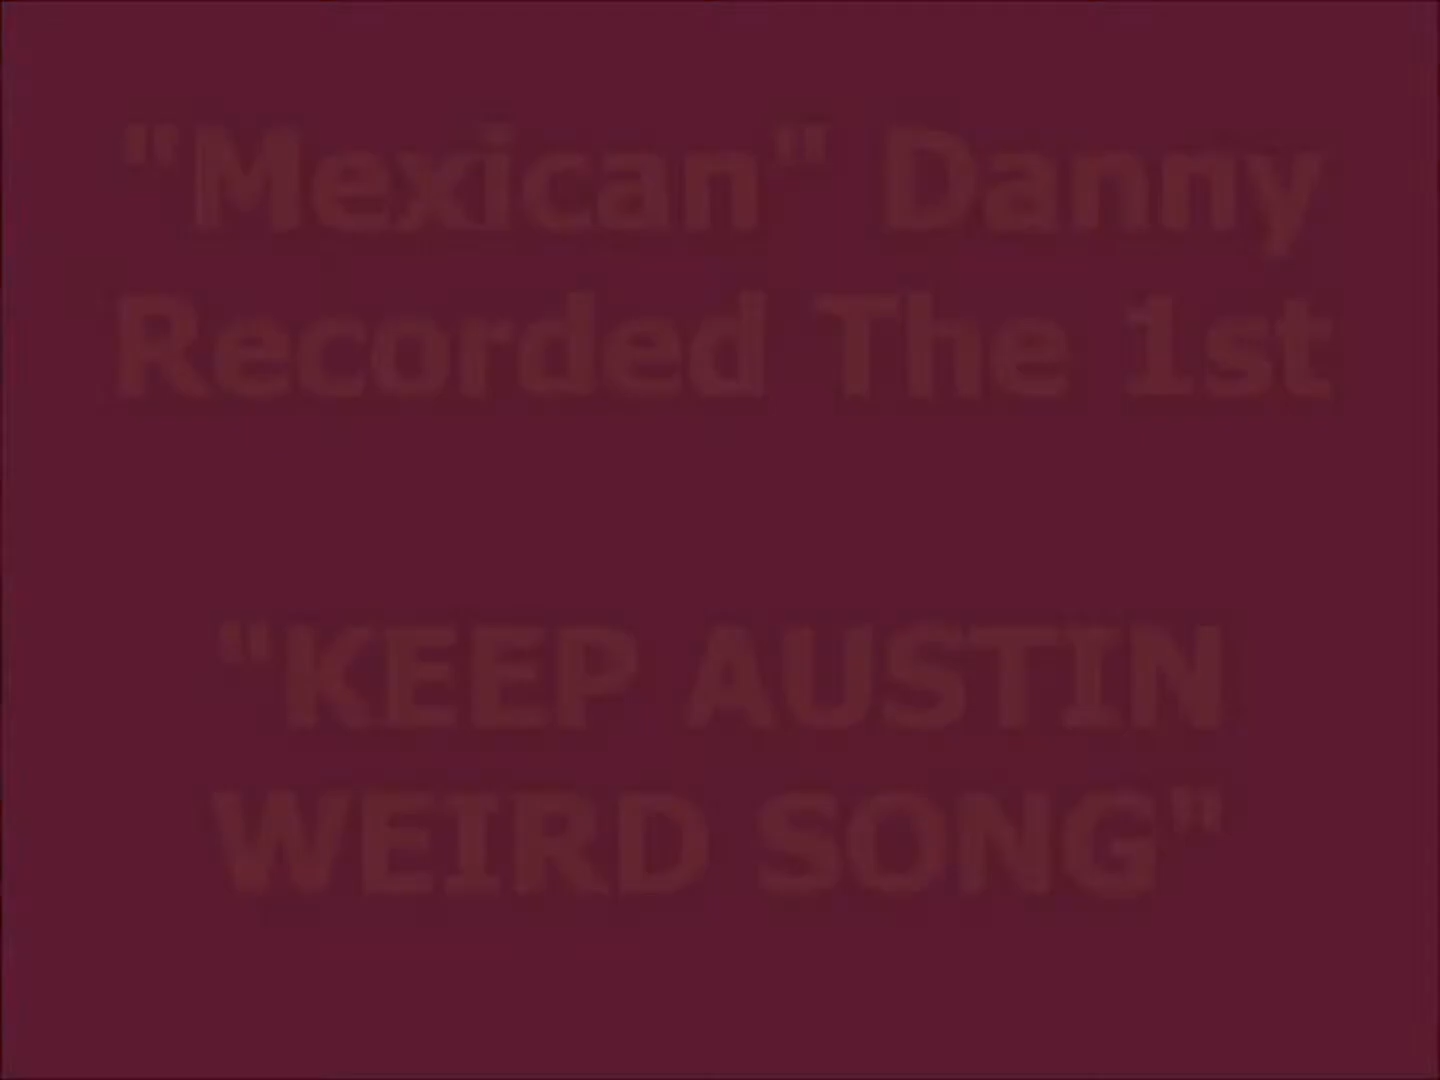 "Mexican" Danny
Recorded The 1st
"KEEP AUSTIN
WEIRD SONG"